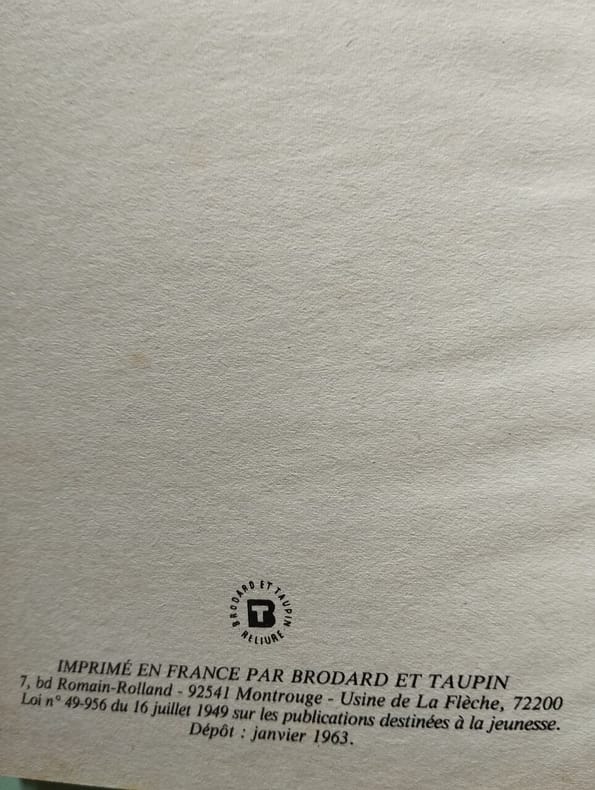 BRODARD ET TAUPIN
BT
RELIURE
IMPRIMÉ EN FRANCE PAR BRODARD ET TAUPIN
7, bd Romain-Rolland - 92541 Montrouge - Usine de La Flèche, 72200
Loi n° 49-956 du 16 juillet 1949 sur les publications destinées à la jeunesse.
Dépôt : janvier 1963.